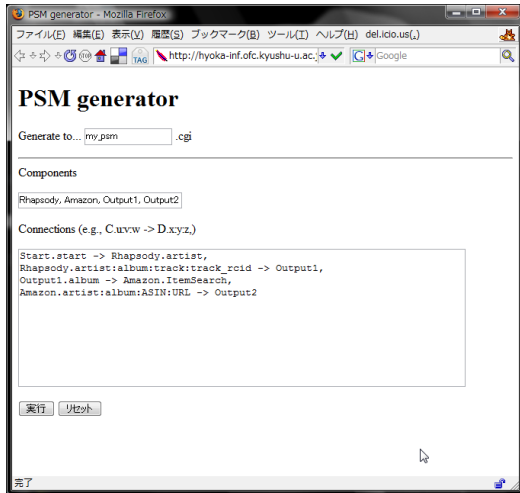 PSM generator - Mozilla Firefox
ファイル(F) 編集(E) 表示(V) 履歴(S) ブックマーク(B) ツール(T) ヘルプ(H) del.icio.us(.)
TAG http://hyoka-inf.ofc.kyushu-u.ac.j Google
PSM generator
Generate to... my_psm .cgi
Components
Rhapsody, Amazon, Output1, Output2
Connections (e.g., C.u:v:w -> D.x:y:z,)
Start.start -> Rhapsody.artist,
Rhapsody.artist:album:track:track_rcid -> Output1,
Output1.album -> Amazon.ItemSearch,
Amazon.artist:album:ASIN:URL -> Output2
実行 リセット
完了